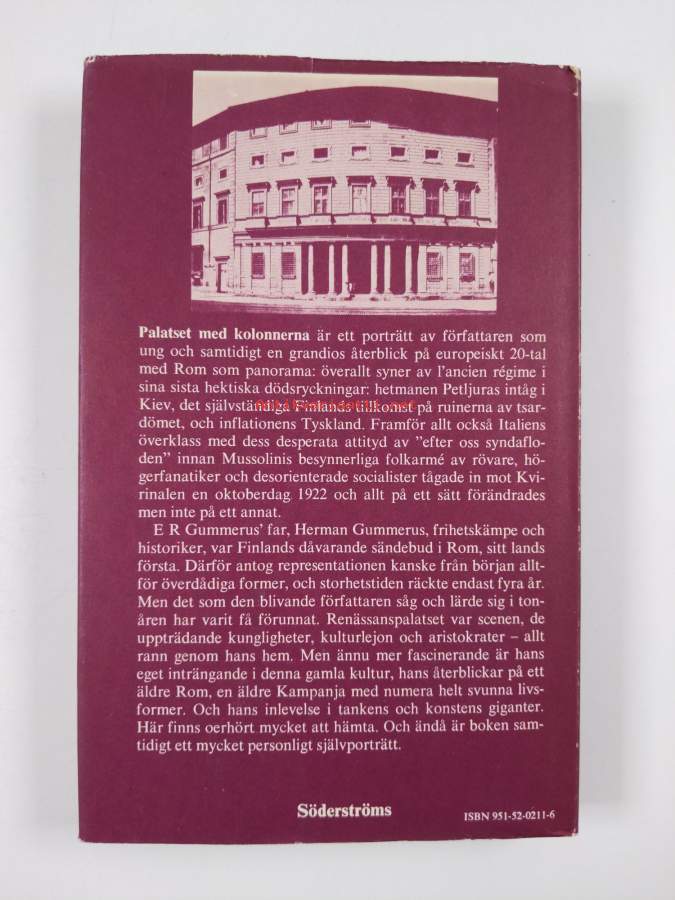 Palatset med kolonnerna är ett porträtt av författaren som
ung och samtidigt en grandios återblick på europeiskt 20-tal
med Rom som panorama: överallt syner av l'ancien régime i
sina sista hektiska dödsryckningar: hetmanen Petljuras intåg i
Kiev, det självständiga Finlands tillkomst på ruinerna av tsar-
dömet, och inflationens Tyskland. Framför allt också Italiens
överklass med dess desperata attityd av ”efter oss syndaflo-
den” innan Mussolinis besynnerliga folkarmé av rövare, hö-
gerfanatiker och desorienterade socialister tågade in mot Kvi-
rinalen en oktoberdag 1922 och allt på ett sätt förändrades
men inte på ett annat.
E R Gummerus' far, Herman Gummerus, frihetskämpe och
historiker, var Finlands dåvarande sändebud i Rom, sitt lands
första. Därför antog representationen kanske från början allt-
för överdådiga former, och storhetstiden räckte endast fyra år.
Men det som den blivande författaren såg och lärde sig i ton-
åren har varit få förunnat. Renässanspalatset var scenen, de
uppträdande kungligheter, kulturlejon och aristokrater – allt
rann genom hans hem. Men ännu mer fascinerande är hans
eget inträngande i denna gamla kultur, hans återblickar på ett
äldre Rom, en äldre Kampanja med numera helt svunna livs-
former. Och hans inlevelse i tankens och konstens giganter.
Här finns oerhört mycket att hämta. Och ändå är boken sam-
tidigt ett mycket personligt självporträtt.
Söderströms
ISBN 951-52-0211-6